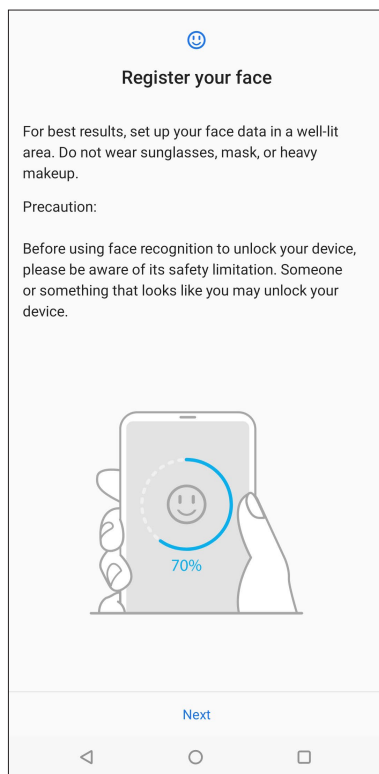 Register your face
For best results, set up your face data in a well-lit
area. Do not wear sunglasses, mask, or heavy
makeup.
Precaution:
Before using face recognition to unlock your device,
please be aware of its safety limitation. Someone
or something that looks like you may unlock your
device.
70%
Next